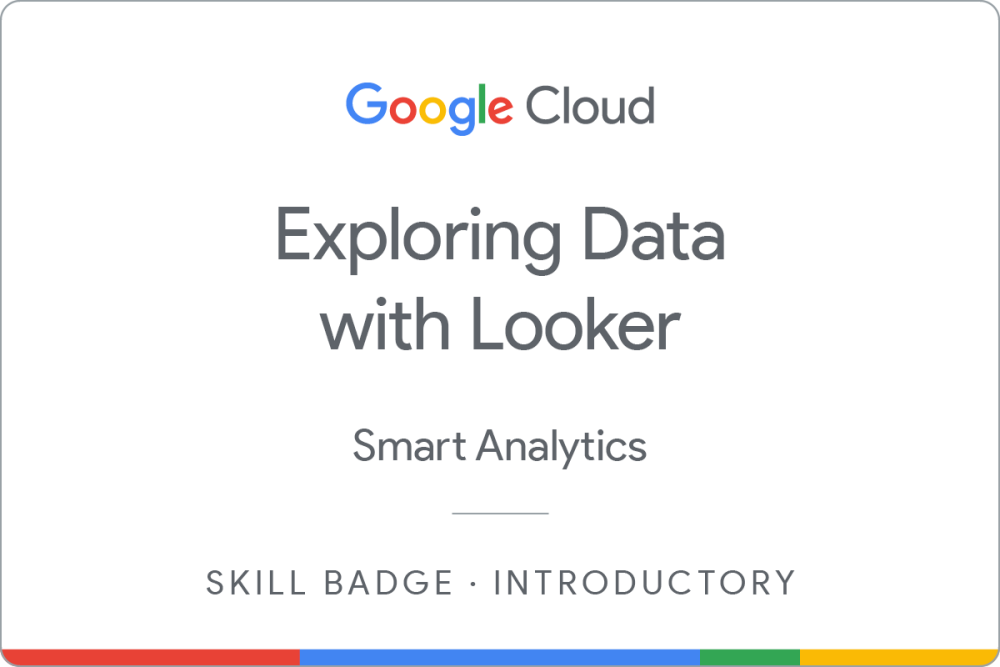 Google Cloud
Exploring Data
with Looker
Smart Analytics
SKILL BADGE · INTRODUCTORY